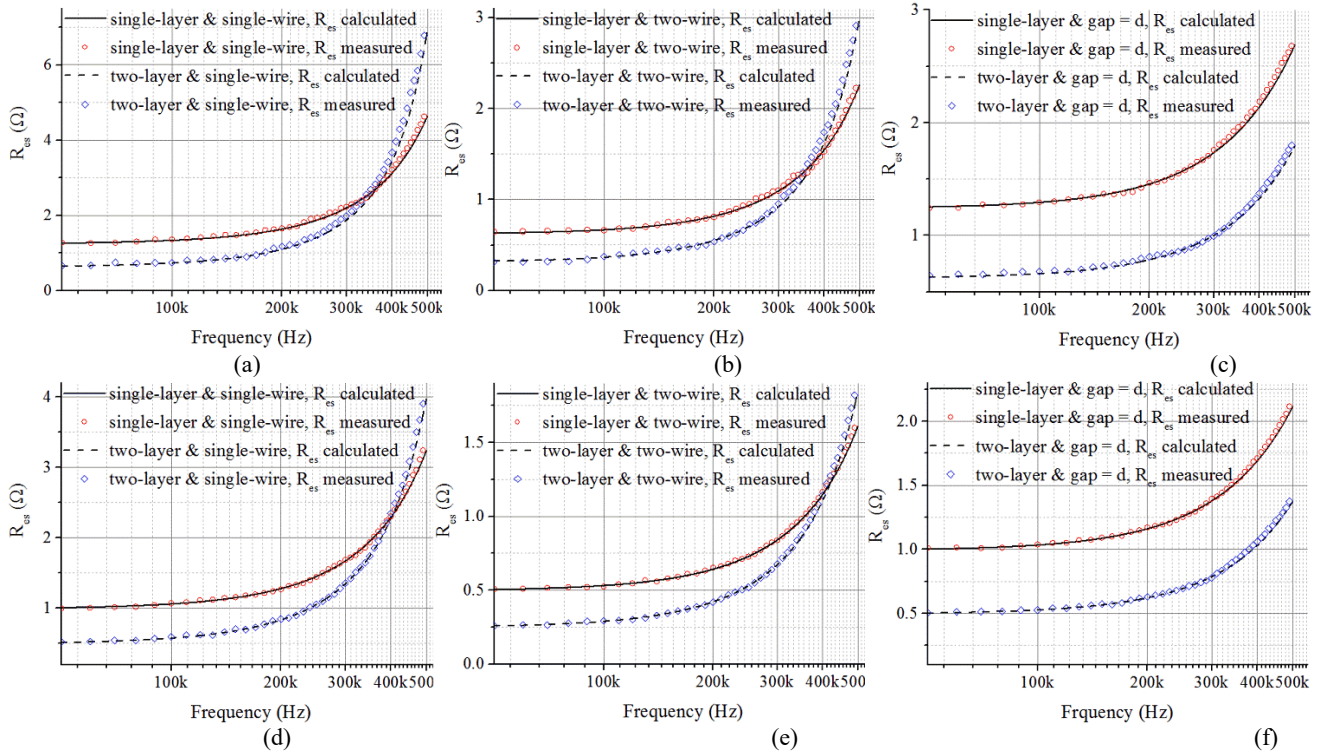 single-layer & single-wire, Res calculated
single-layer & single-wire, Res measured
two-layer & single-wire, Res calculated
two-layer & single-wire, Res measured
6
4
2
0
Res (Ω)
100k
200k
300k
400k
500k
Frequency (Hz)
(a)
single-layer & two-wire, Res calculated
single-layer & two-wire, Res measured
two-layer & two-wire, Res calculated
two-layer & two-wire, Res measured
3
2
1
0
Res (Ω)
100k
200k
300k
400k
500k
Frequency (Hz)
(b)
single-layer & gap = d, Res calculated
single-layer & gap = d, Res measured
two-layer & gap = d, Res calculated
two-layer & gap = d, Res measured
3
2
1
Res (Ω)
100k
200k
300k
400k
500k
Frequency (Hz)
(c)
single-layer & single-wire, Res calculated
single-layer & single-wire, Res measured
two-layer & single-wire, Res calculated
two-layer & single-wire, Res measured
4
3
2
1
Res (Ω)
100k
200k
300k
400k500k
Frequency (Hz)
(d)
single-layer & two-wire, Res calculated
single-layer & two-wire, Res measured
two-layer & two-wire, Res calculated
two-layer & two-wire, Res measured
1.5
1.0
0.5
0.0
Res (Ω)
100k
200k
300k
400k500k
Frequency (Hz)
(e)
single-layer & gap = d, Res calculated
single-layer & gap = d, Res measured
two-layer & gap = d, Res calculated
two-layer & gap = d, Res measured
2.0
1.5
1.0
0.5
Res (Ω)
100k
200k
300k
400k500k
Frquency (Hz)
(f)